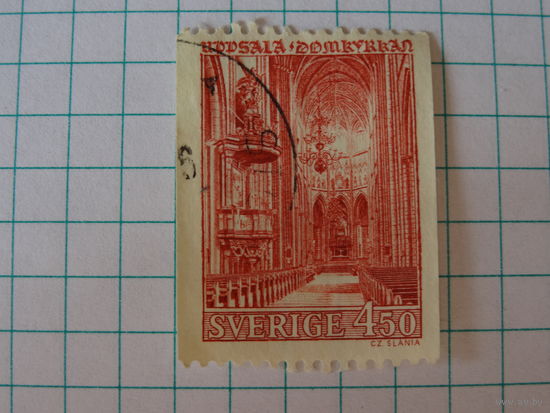 UPPSALA · DOMKYRKAN
SVERIGE 4.50
CZ. SLANIA